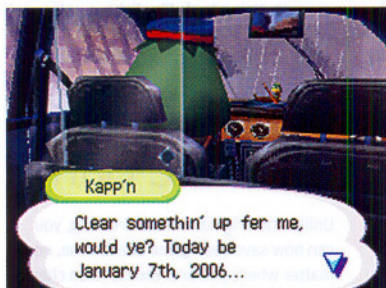 Kapp'n
Clear somethin' up fer me,
would ye? Today be
January 7th, 2006...